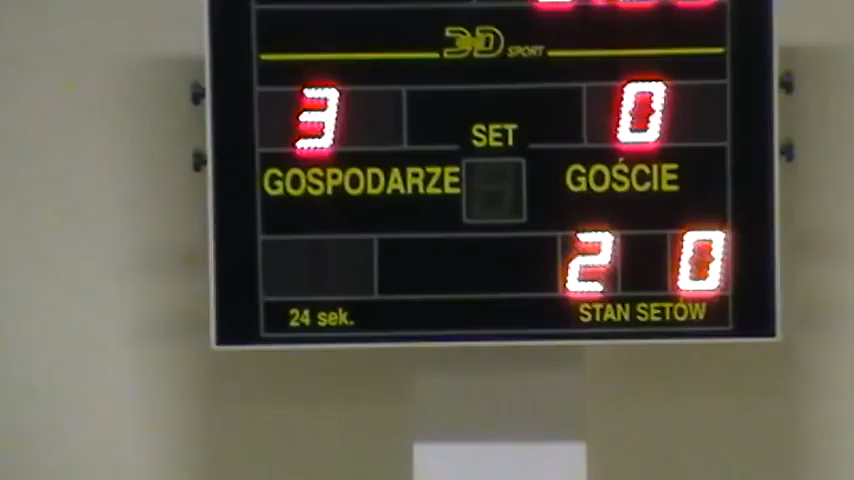 3D SPORT
3 0
SET
GOSPODARZE GOŚCIE
2 0
24 sek. STAN SETÓW